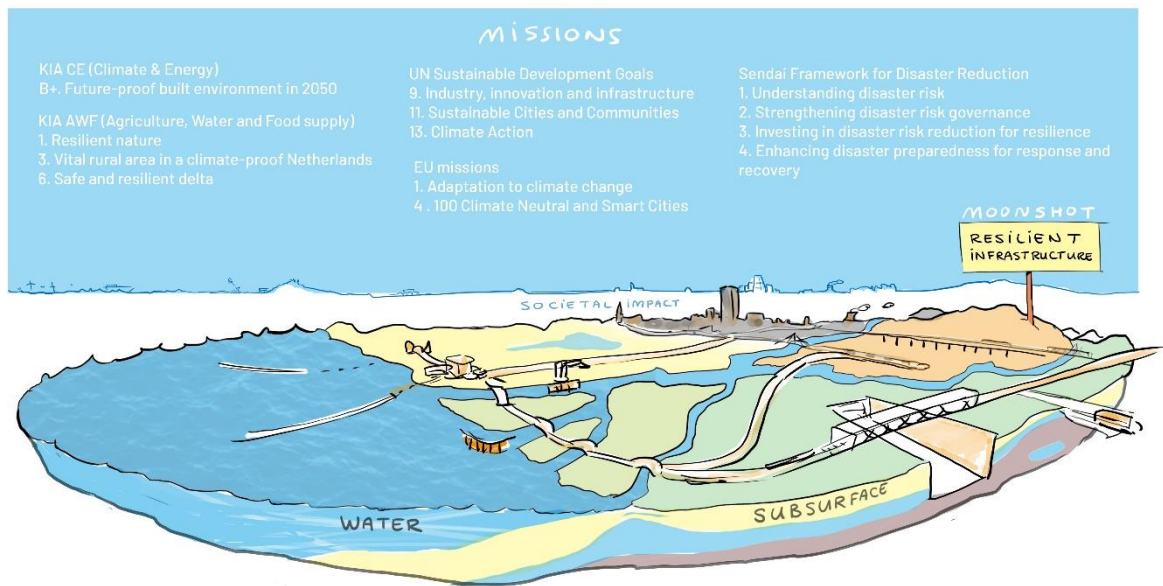 MISSIONS
KIA CE (Climate & Energy)
B+. Future-proof built environment in 2050
KIA AWF (Agriculture, Water and Food supply)
1. Resilient nature
3. Vital rural area in a climate-proof Netherlands
6. Safe and resilient delta
UN Sustainable Development Goals
9. Industry, innovation and infrastructure
11. Sustainable Cities and Communities
13. Climate Action
EU missions
1. Adaptation to climate change
4 . 100 Climate Neutral and Smart Cities
Sendai Framework for Disaster Reduction
1. Understanding disaster risk
2. Strengthening disaster risk governance
3. Investing in disaster risk reduction for resilience
4. Enhancing disaster preparedness for response and
recovery
MOONSHOT
RESILIENT
INFRASTRUCTURE
SOCIETAL IMPACT
WATER
SUBSURFACE